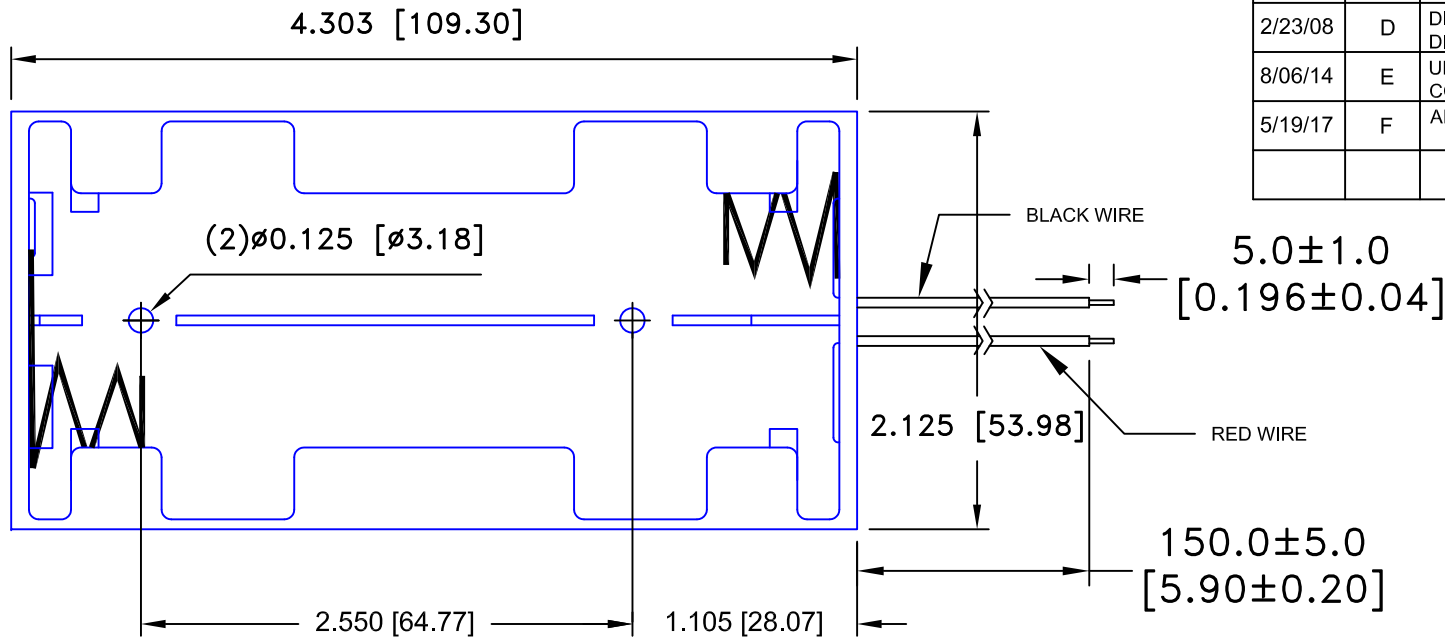 4.303 [109.30]
2/23/08 D
8/06/14 E
5/19/17 F
BLACK WIRE
(2)ø0.125 [ø3.18]
5.0±1.0
[0.196±0.04]
2.125 [53.98]
RED WIRE
150.0±5.0
[5.90±0.20]
2.550 [64.77]
1.105 [28.07]